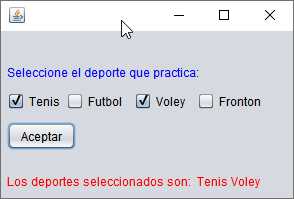 Seleccione el deporte que practica:
Tenis Futbol Voley Fronton
Aceptar
Los deportes seleccionados son: Tenis Voley